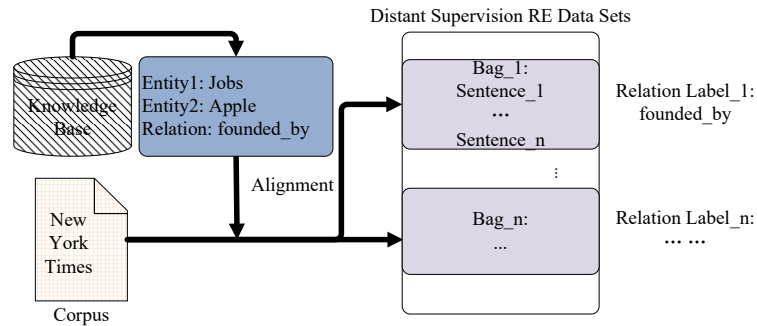 Distant Supervision RE Data Sets
Knowledge
Base
Entity1: Jobs
Entity2: Apple
Relation: founded_by
Bag_1:
Sentence_1
...
Sentence_n
Relation Label_1:
founded_by
Alignment
...
New
York
Times
Corpus
Bag_n:
...
Relation Label_n:
... ...